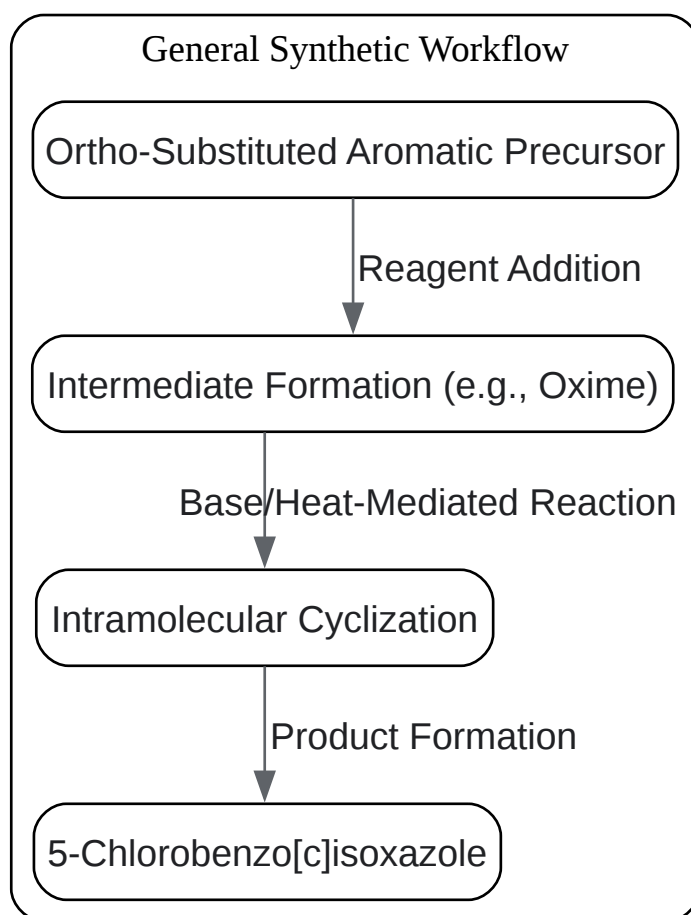 General Synthetic Workflow
Ortho-Substituted Aromatic Precursor
Reagent Addition
Intermediate Formation (e.g., Oxime)
Base/Heat-Mediated Reaction
Intramolecular Cyclization
Product Formation
5-Chlorobenzo[c]isoxazole